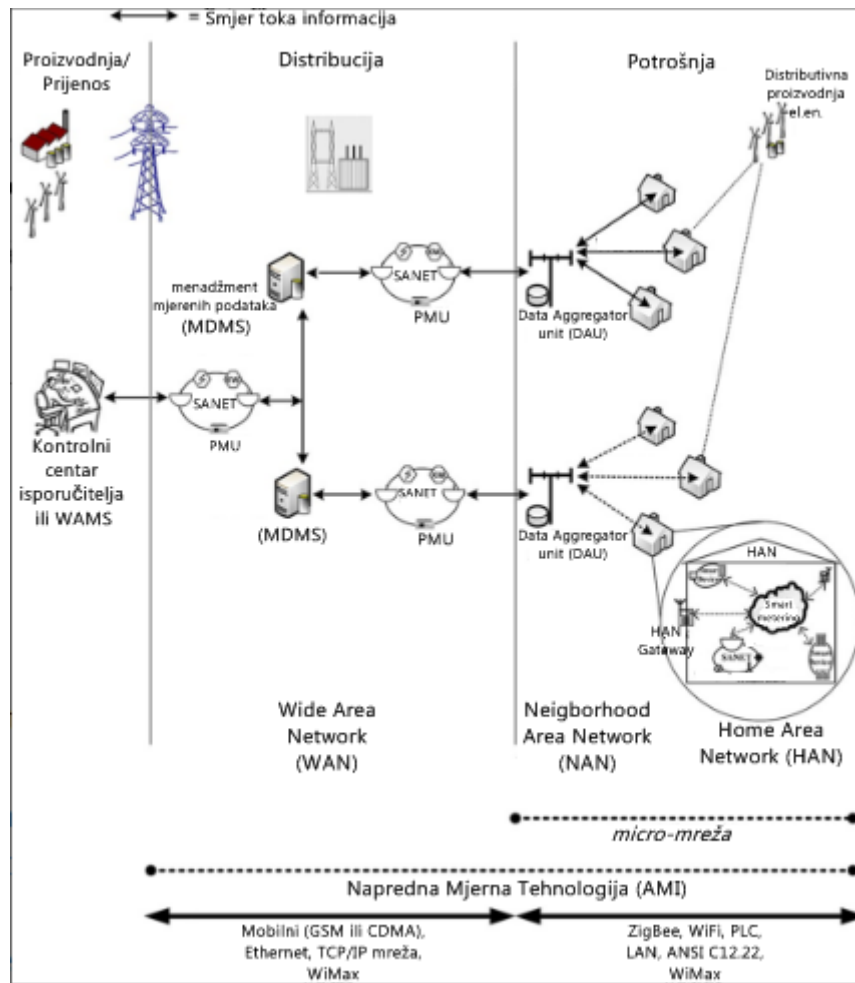 = Smjer toka informacija
Proizvodnja/
Prijenos
Distribucija
Potrošnja
Distributivna
proizvodnja
el.en.
menadžment
mjerenih podataka
(MDMS)
SANET
PMU
Data Aggregator
unit (DAU)
SANET
PMU
Kontrolni
centar
isporučitelja
ili WAMS
(MDMS)
SANET
PMU
Data Aggregator
unit (DAU)
HAN
Smart
metering
HAN
Gateway
SANET
Wide Area
Network
(WAN)
Neigborhood
Area Network
(NAN)
Home Area
Network (HAN)
micro-mreža
Napredna Mjerna Tehnologija (AMI)
Mobilni (GSM ili CDMA),
Ethernet, TCP/IP mreža,
WiMax
ZigBee, WiFi, PLC,
LAN, ANSI C12.22,
WiMax